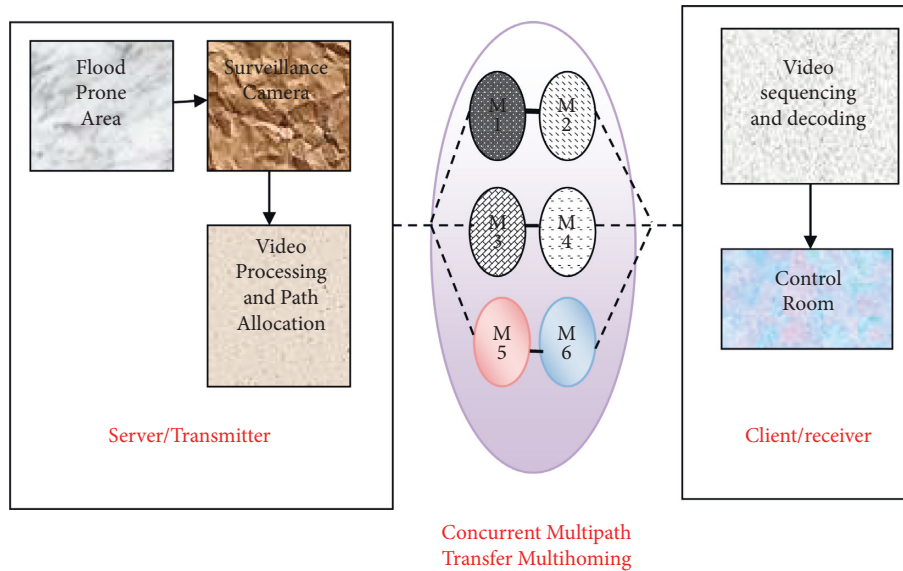 Flood
Prone
Area
Surveillance
Camera
Video
Processing
and Path
Allocation
Server/Transmitter
M
1
M
2
M
3
M
4
M
5
M
6
Concurrent Multipath
Transfer Multihoming
Video
sequencing
and decoding
Control
Room
Client/receiver